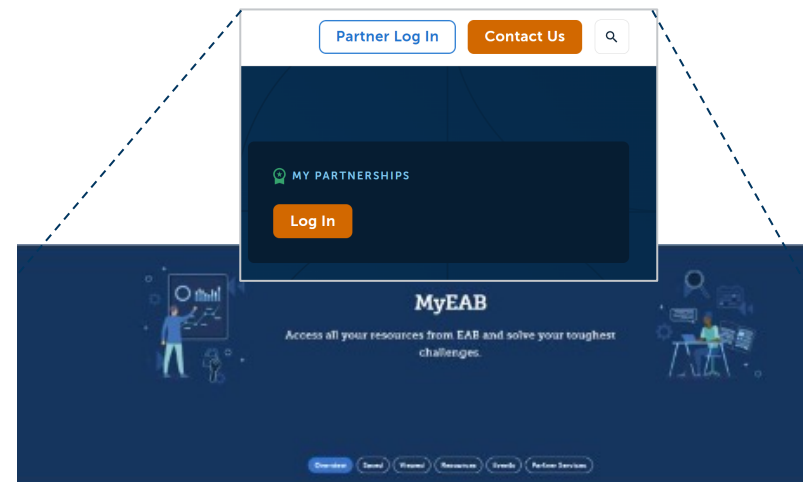 Partner Log In
Contact Us
MY PARTNERSHIPS
Log In
MyEAB
Access all your resources from EAB and solve your toughest
challenges.
Overview
Saved
Viewed
Resources
Events
Partner Services